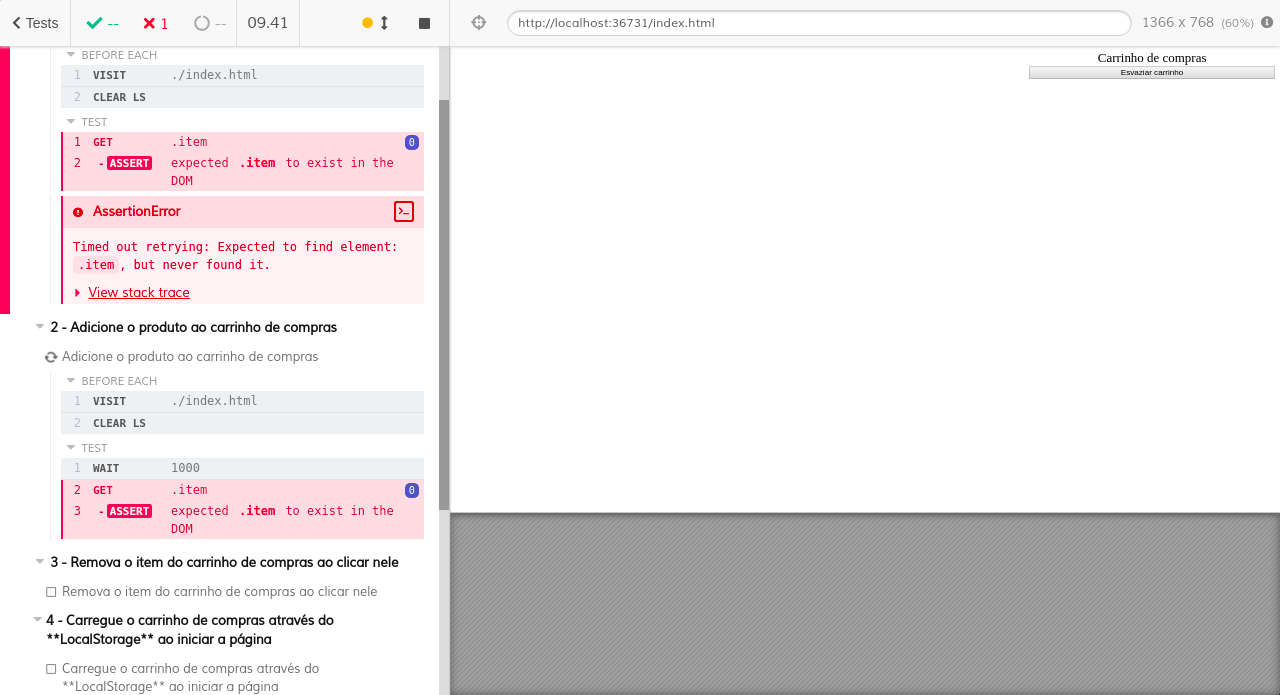 Tests -- 1 -- 09.41
http://localhost:36731/index.html 1366 x 768 (60%)
BEFORE EACH
1 VISIT ./index.html
2 CLEAR LS
TEST
1 GET .item 0
2 -ASSERT expected .item to exist in the
DOM
AssertionError
Timed out retrying: Expected to find element:
.item, but never found it.
View stack trace
2 - Adicione o produto ao carrinho de compras
Adicione o produto ao carrinho de compras
BEFORE EACH
1 VISIT ./index.html
2 CLEAR LS
TEST
1 WAIT 1000
2 GET .item 0
3 -ASSERT expected .item to exist in the
DOM
3 - Remova o item do carrinho de compras ao clicar nele
Remova o item do carrinho de compras ao clicar nele
4 - Carregue o carrinho de compras através do
**LocalStorage** ao iniciar a página
Carregue o carrinho de compras através do
**LocalStorage** ao iniciar a página
Carrinho de compras
Esvaziar carrinho